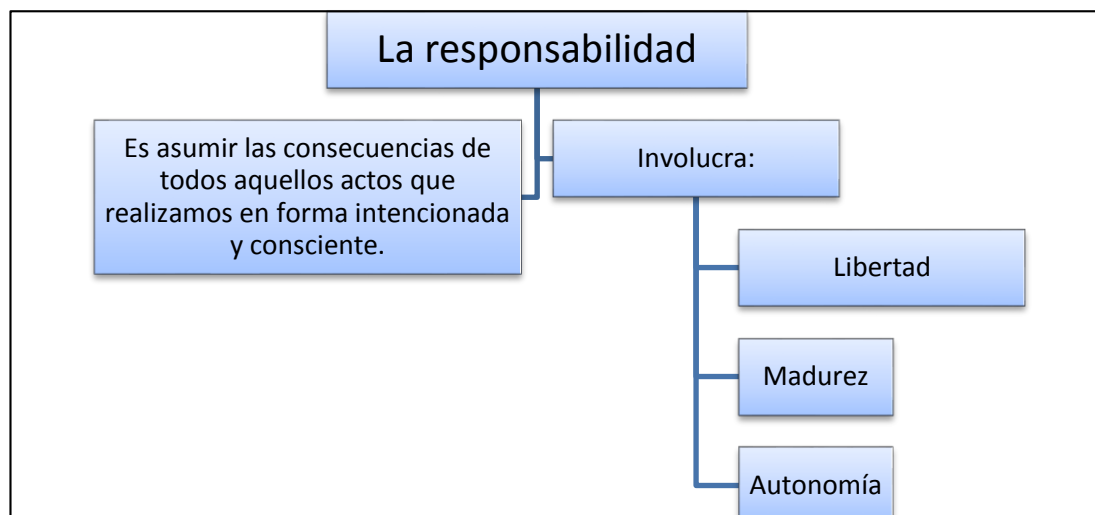 La responsabilidad
Es asumir las consecuencias de
todos aquellos actos que
realizamos en forma intencionada
y consciente.
Involucra:
Libertad
Madurez
Autonomía